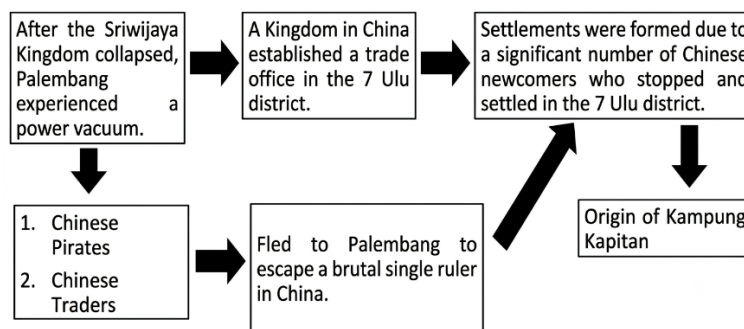 After the Sriwijaya
Kingdom collapsed,
Palembang
experienced a
power vacuum.
A Kingdom in China
established a trade
office in the 7 Ulu
district.
Settlements were formed due to
a significant number of Chinese
newcomers who stopped and
settled in the 7 Ulu district.
1. Chinese
Pirates
2. Chinese
Traders
Fled to Palembang to
escape a brutal single ruler
in China.
Origin of Kampung
Kapitan